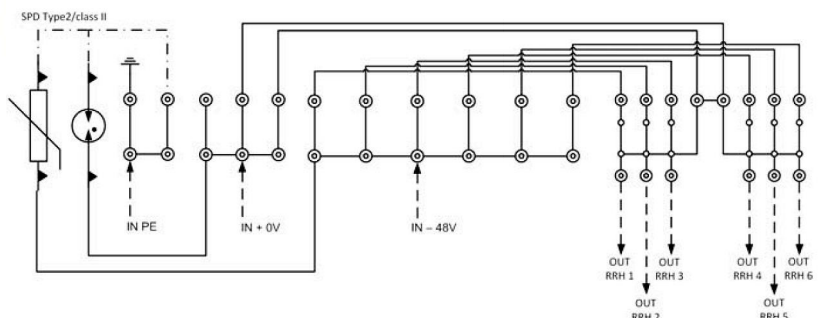 SPD Type2/class II
IN PE
IN + 0V
IN – 48V
OUT
RRH 1
OUT
RRH 2
OUT
RRH 3
OUT
RRH 4
OUT
RRH 5
OUT
RRH 6